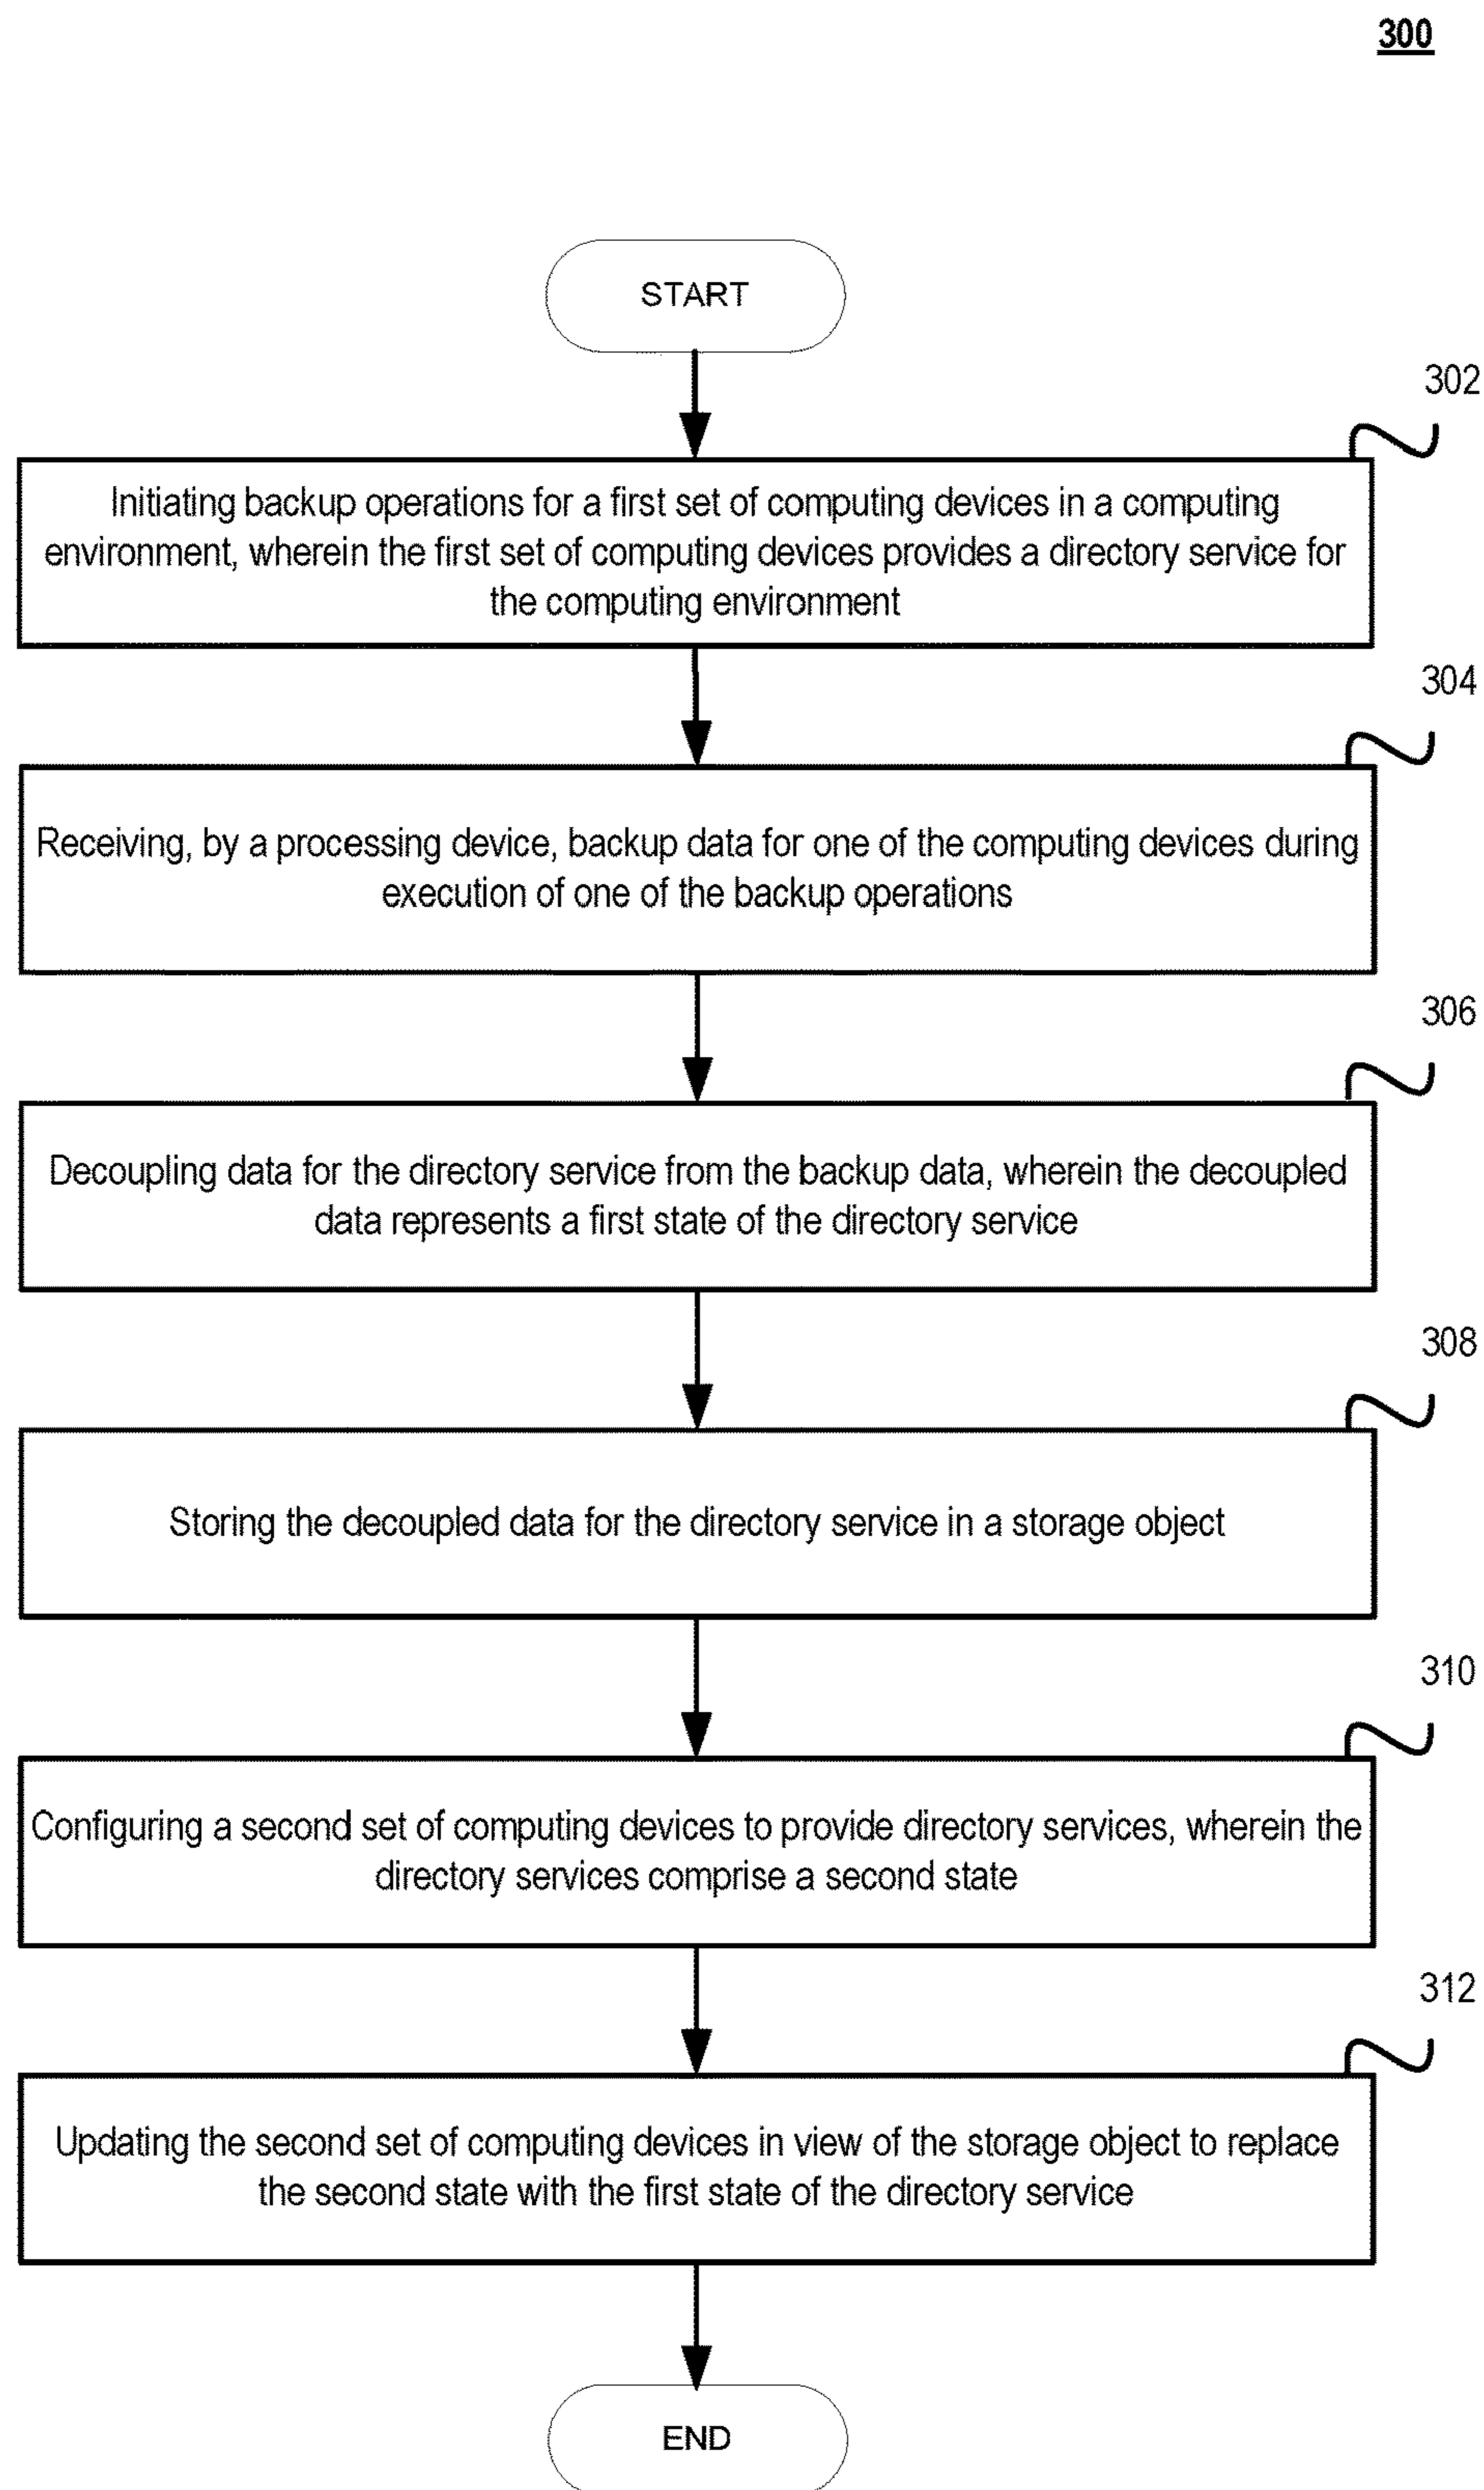 300
START
302
Initiating backup operations for a first set of computing devices in a computing
environment, wherein the first set of computing devices provides a directory service for
the computing environment
304
Receiving, by a processing device, backup data for one of the computing devices during
execution of one of the backup operations
306
Decoupling data for the directory service from the backup data, wherein the decoupled
data represents a first state of the directory service
308
Storing the decoupled data for the directory service in a storage object
310
Configuring a second set of computing devices to provide directory services, wherein the
directory services comprise a second state
312
Updating the second set of computing devices in view of the storage object to replace
the second state with the first state of the directory service
END